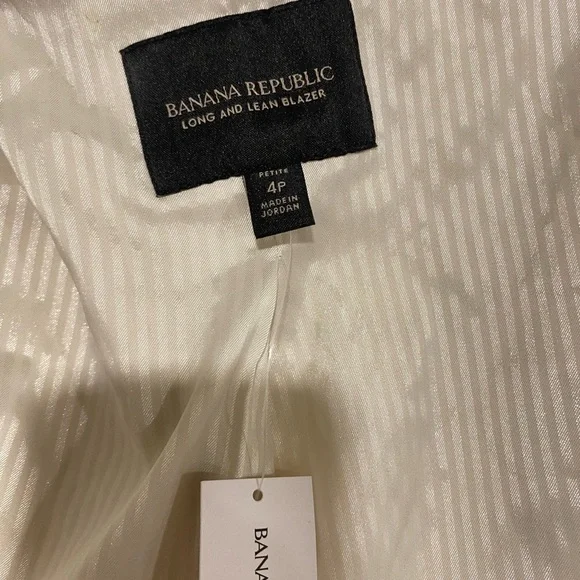 BANANA REPUBLIC
LONG AND LEAN BLAZER
PETITE
4P
MADE IN
JORDAN
BANA